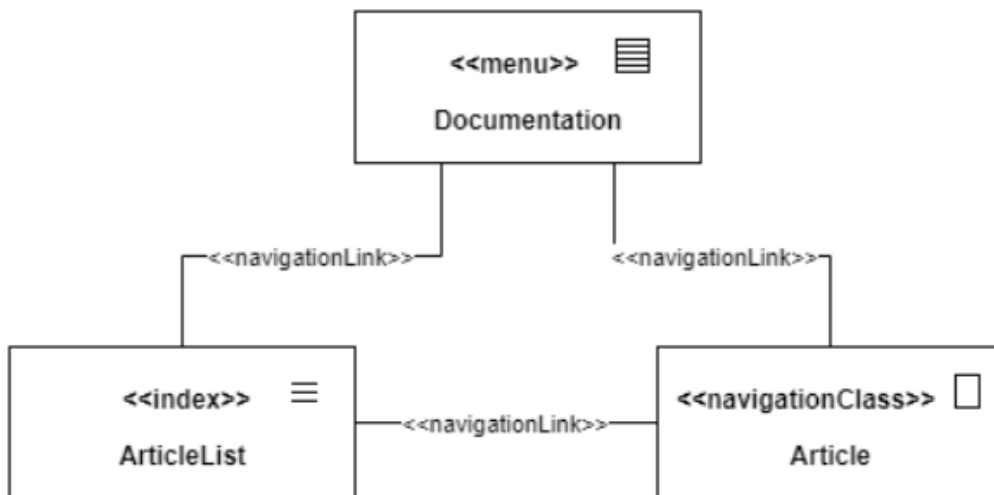 <<menu>>
Documentation
<<navigationLink>>
<<navigationLink>>
<<index>>
ArticleList
<<navigationLink>>
<<navigationClass>>
Article